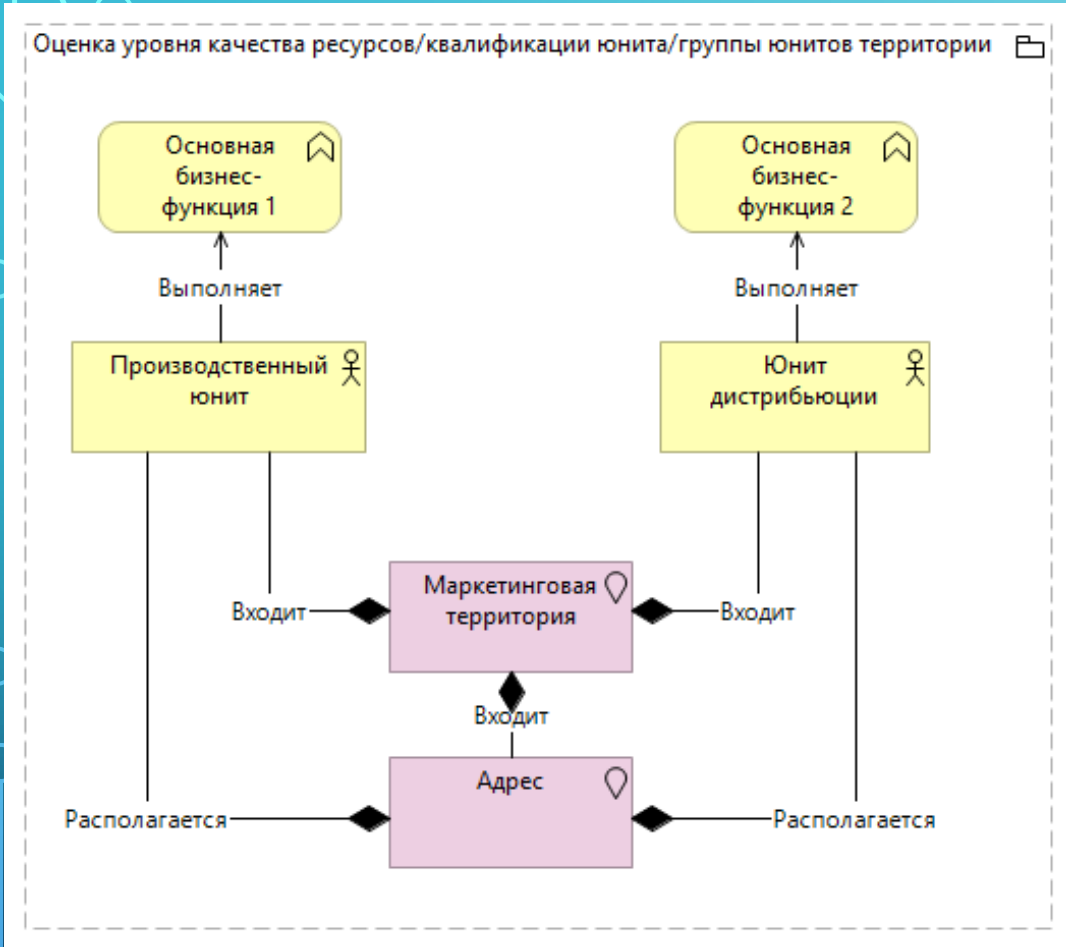 Оценка уровня качества ресурсов/квалификации юнита/группы юнитов территории
Основная
бизнес-
функция 1
Основная
бизнес-
функция 2
Выполняет
Выполняет
Производственный
юнит
Юнит
дистрибьюции
Маркетинговая
территория
Входит
Входит
Входит
Адрес
Располагается
Располагается